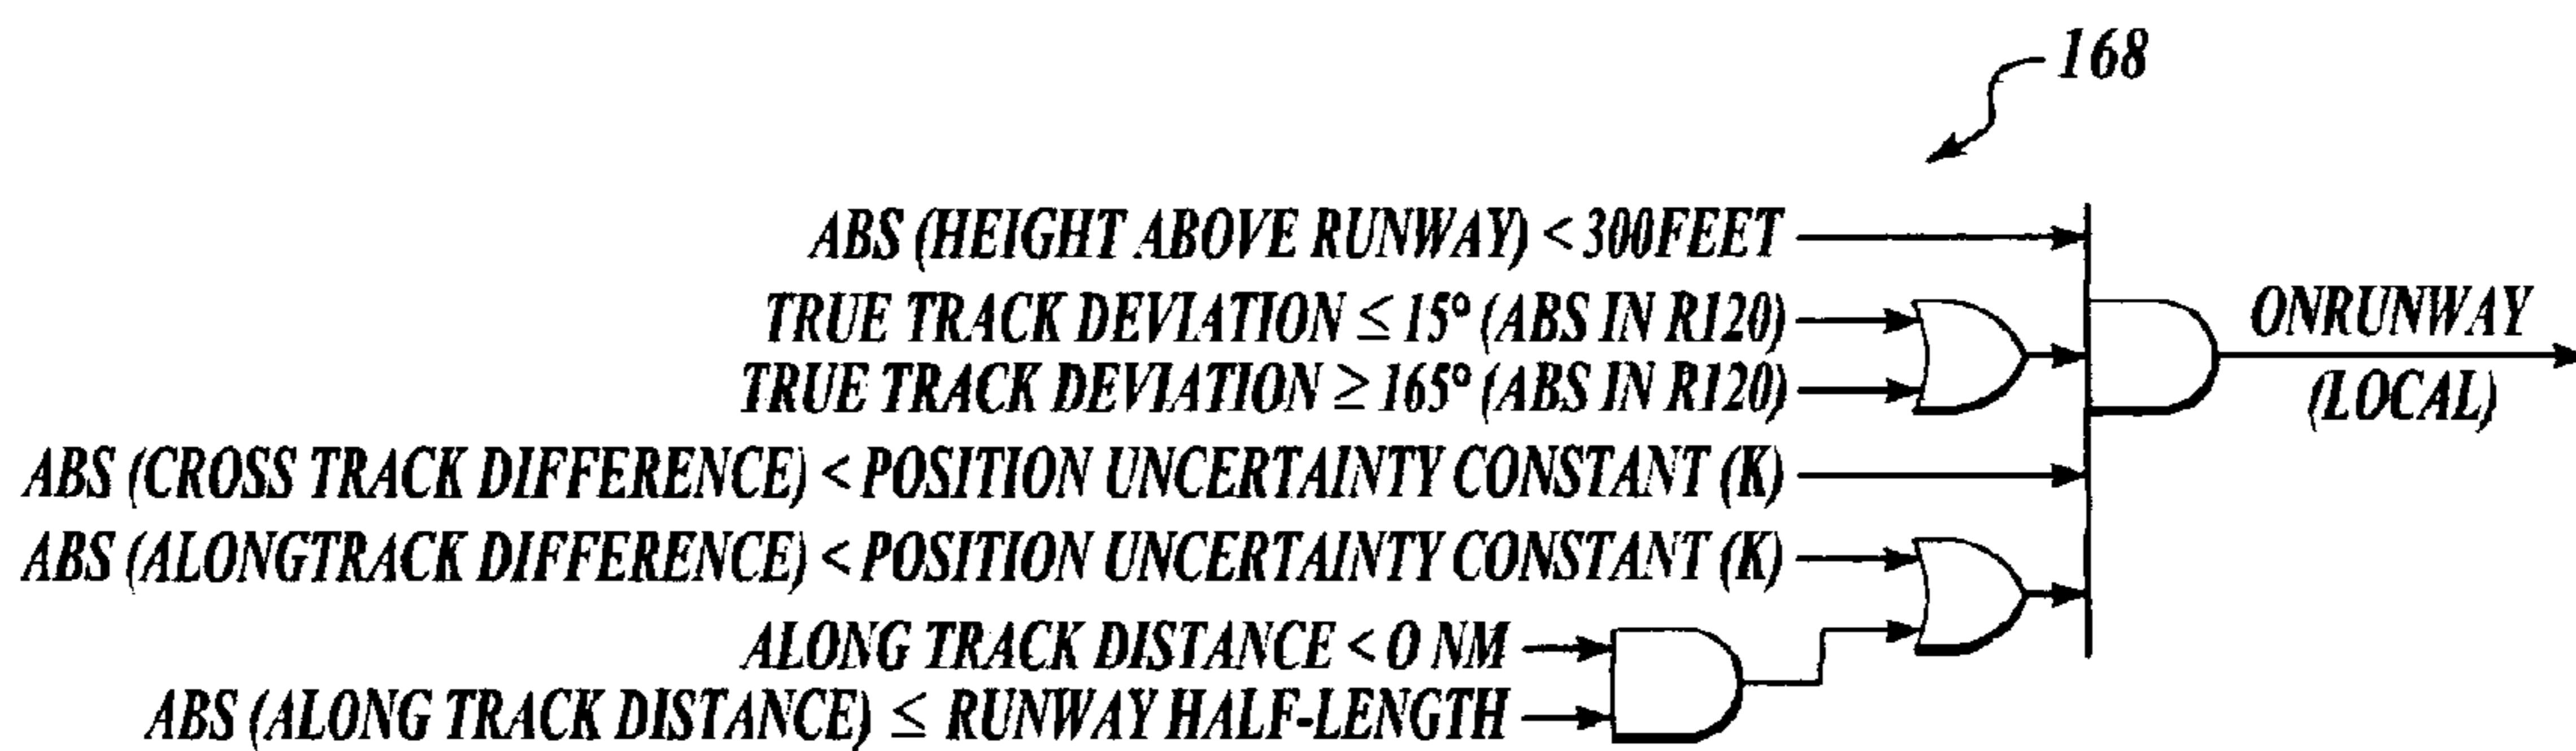 168
ABS (HEIGHT ABOVE RUNWAY) < 300FEET
TRUE TRACK DEVIATION ≤ 15° (ABS IN R120)
TRUE TRACK DEVIATION ≥ 165° (ABS IN R120)
ONRUNWAY
(LOCAL)
ABS (CROSS TRACK DIFFERENCE) < POSITION UNCERTAINTY CONSTANT (K)
ABS (ALONGTRACK DIFFERENCE) < POSITION UNCERTAINTY CONSTANT (K)
ALONG TRACK DISTANCE < O NM
ABS (ALONG TRACK DISTANCE) ≤ RUNWAY HALF-LENGTH